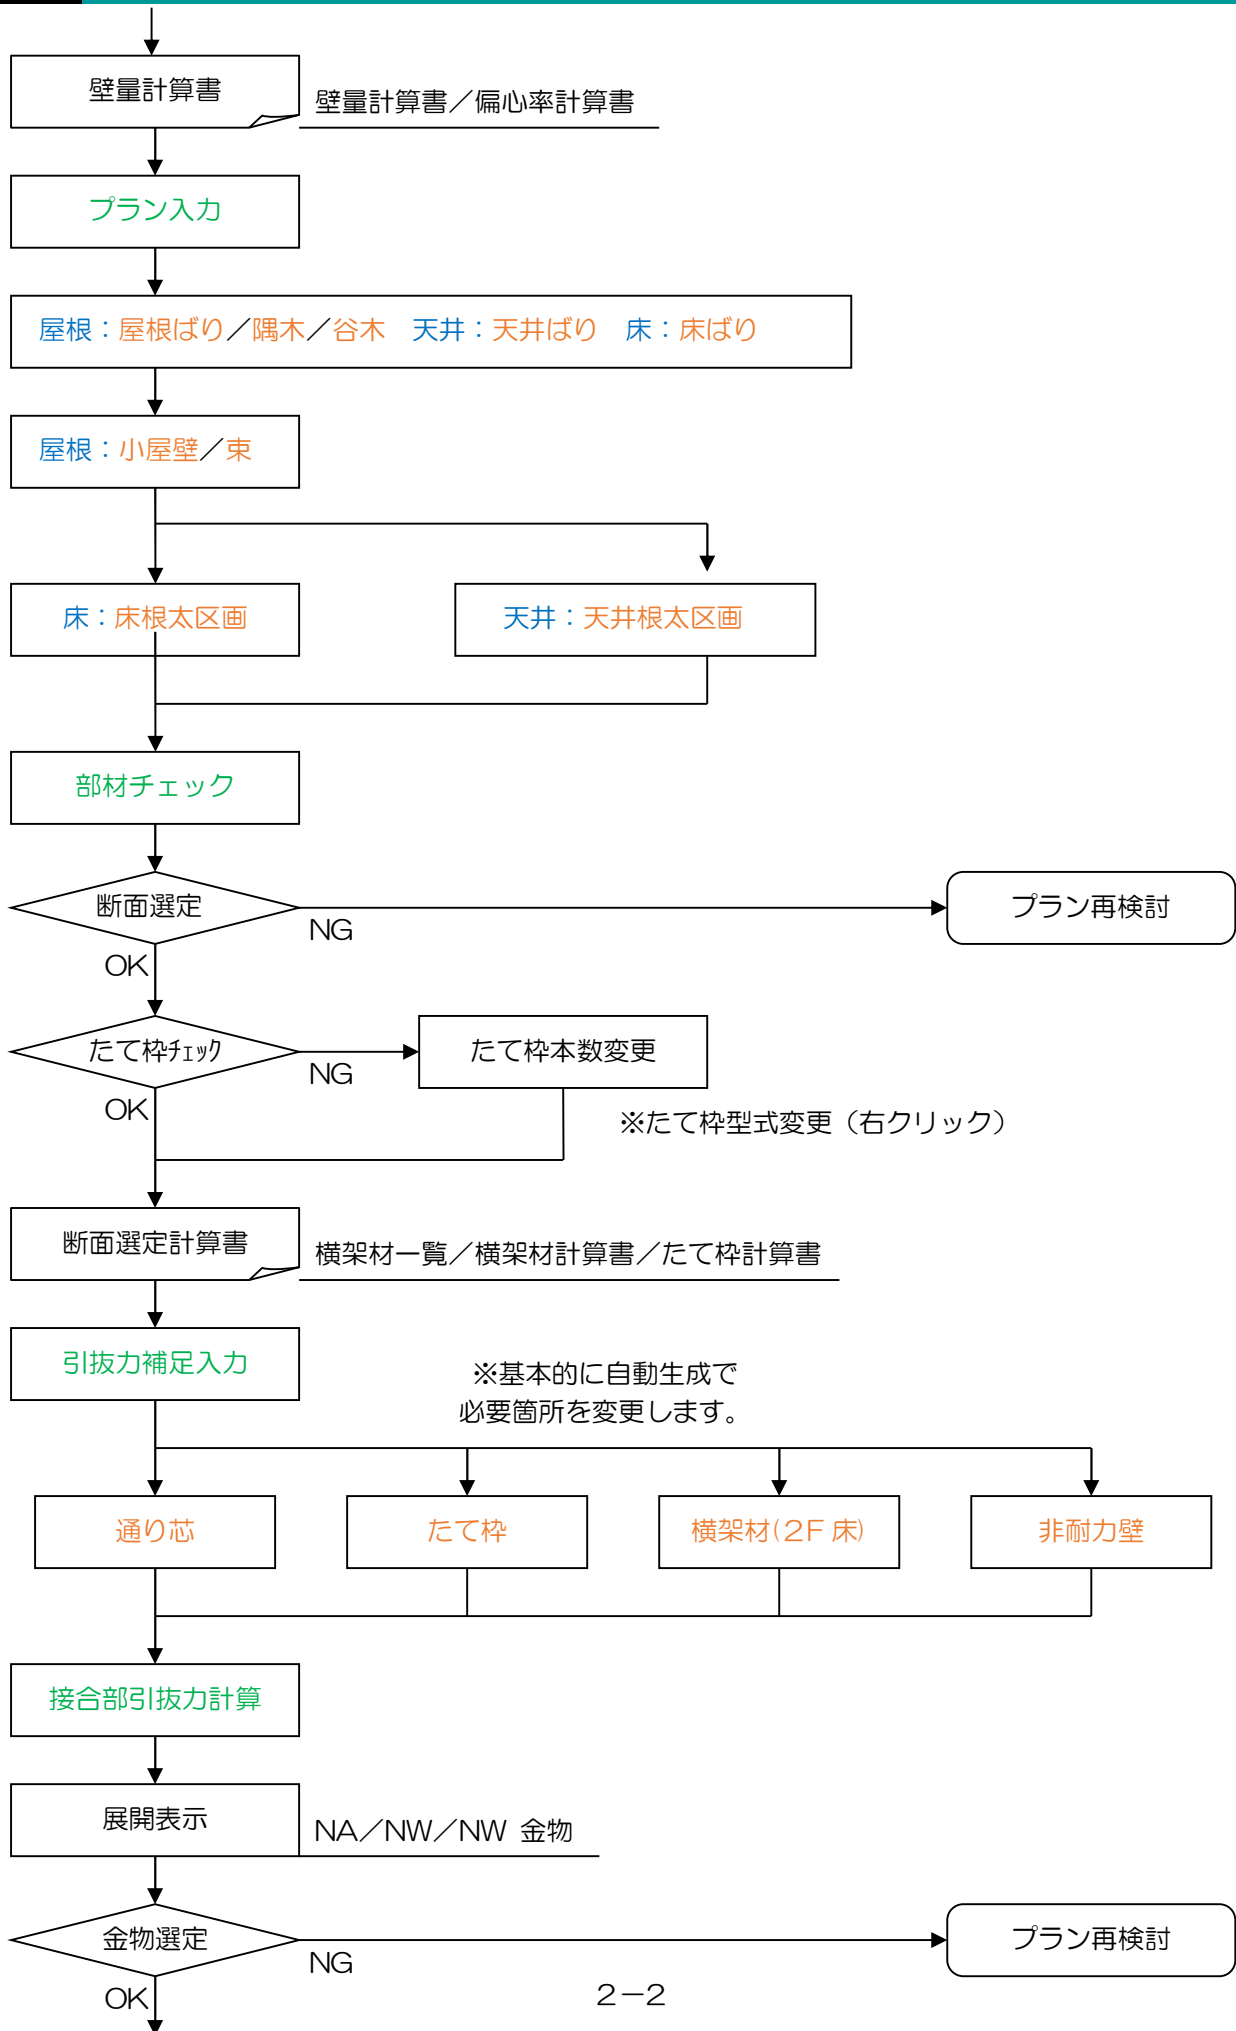 壁量計算書
壁量計算書／偏心率計算書
プラン入力
屋根：屋根ばり／隅木／谷木　天井：天井ばり　床：床ばり
屋根：小屋壁／束
床：床根太区画
天井：天井根太区画
部材チェック
断面選定
プラン再検討
NG
OK
たて枠ﾁｪｯｸ
たて枠本数変更
NG
OK
※たて枠型式変更（右クリック）
断面選定計算書
横架材一覧／横架材計算書／たて枠計算書
引抜力補足入力
※基本的に自動生成で
必要箇所を変更します。
通り芯
たて枠
横架材(２F 床)
非耐力壁
接合部引抜力計算
展開表示
NA／NW／NW 金物
金物選定
プラン再検討
NG
OK
２－２